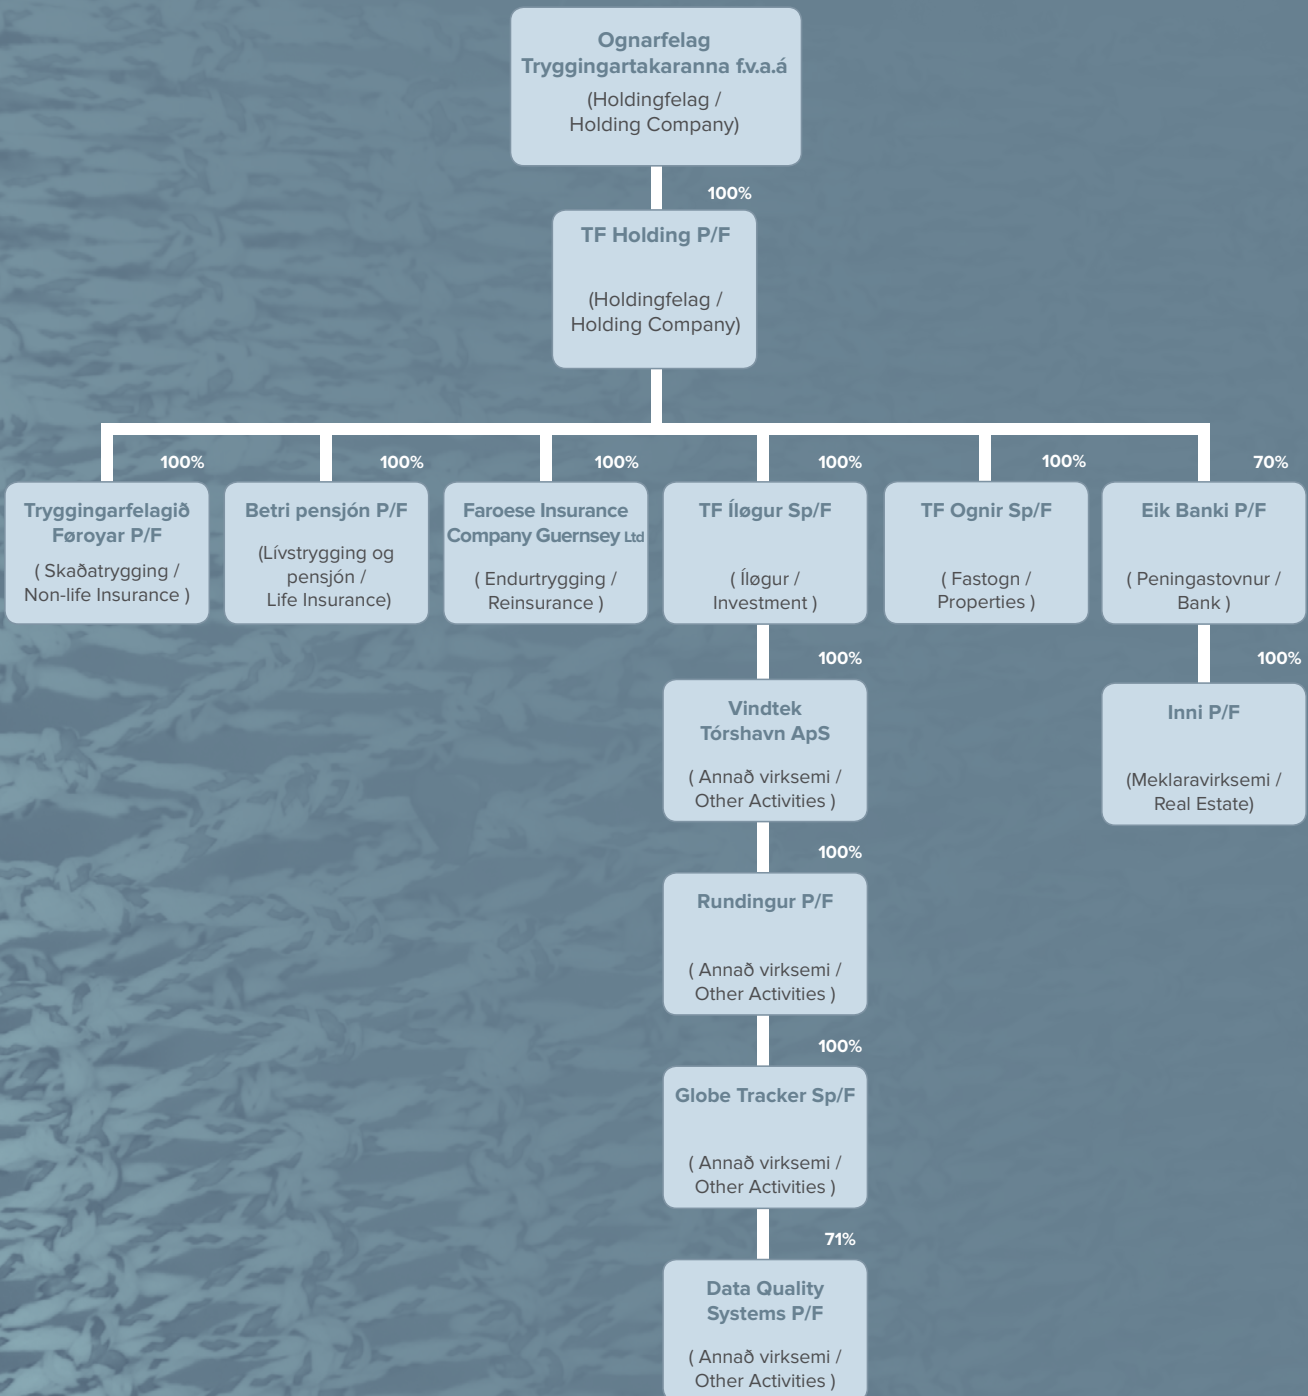 Ognarfelag
Tryggingartakaranna f.v.a.á
(Holdingfelag /
Holding Company)
100%
TF Holding P/F
(Holdingfelag /
Holding Company)
100%
Tryggingarfelagið
Føroyar P/F
( Skaðatrygging /
Non-life Insurance )
100%
Betri pensjón P/F
(Lívstrygging og
pensjón /
Life Insurance)
100%
Faroese Insurance
Company Guernsey Ltd
( Endurtrygging /
Reinsurance )
100%
TF Íløgur Sp/F
( Íløgur /
Investment )
100%
TF Ognir Sp/F
( Fastogn /
Properties )
70%
Eik Banki P/F
( Peningastovnur /
Bank )
100%
Vindtek
Tórshavn ApS
( Annað virksemi /
Other Activities )
100%
Inni P/F
(Meklaravirksemi /
Real Estate)
100%
Rundingur P/F
( Annað virksemi /
Other Activities )
100%
Globe Tracker Sp/F
( Annað virksemi /
Other Activities )
71%
Data Quality
Systems P/F
( Annað virksemi /
Other Activities )